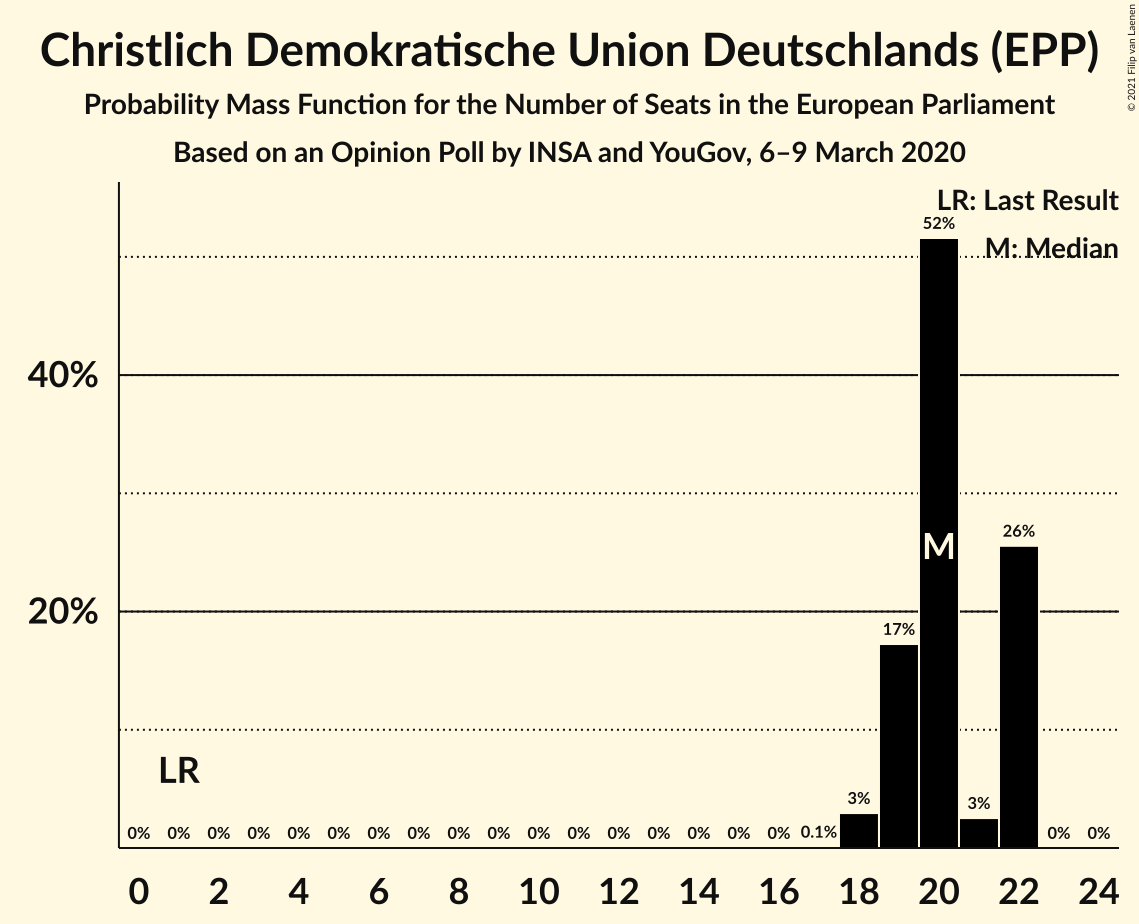 Christlich Demokratische Union Deutschlands (EPP)
Probability Mass Function for the Number of Seats in the European Parliament
Based on an Opinion Poll by INSA and YouGov, 6–9 March 2020
© 2021 Filip van Laenen
LR: Last Result
M: Median
52%
40%
M
26%
20%
17%
LR
3%
3%
0% 0% 0% 0% 0% 0% 0% 0% 0% 0% 0% 0% 0% 0% 0% 0% 0% 0.1% 0% 0%
0 2 4 6 8 10 12 14 16 18 20 22 24